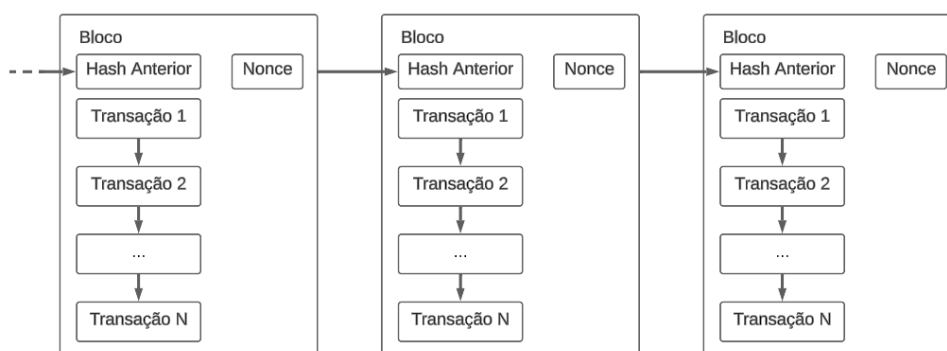 Bloco
Hash Anterior
Nonce
Transação 1
Transação 2
...
Transação N
Bloco
Hash Anterior
Nonce
Transação 1
Transação 2
...
Transação N
Bloco
Hash Anterior
Nonce
Transação 1
Transação 2
...
Transação N